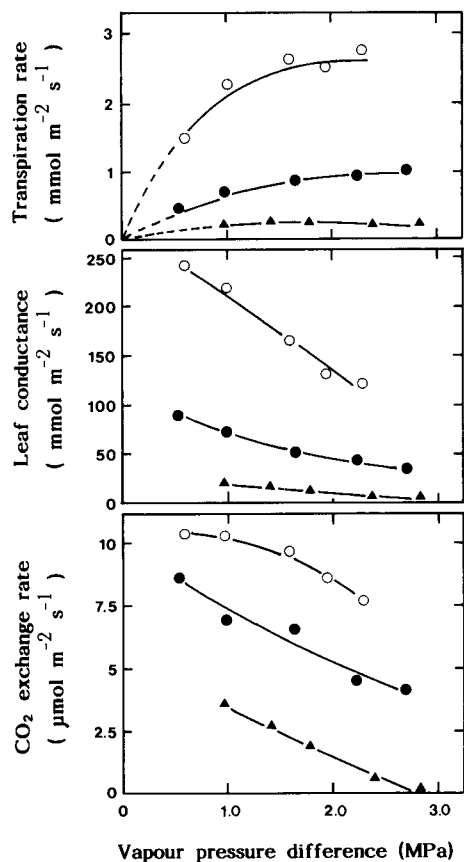 Transpiration rate
( mmol m⁻² s⁻¹ )
3
2
1
0
Leaf conductance
( mmol m⁻² s⁻¹ )
250
200
150
100
50
0
CO₂ exchange rate
( µmol m⁻² s⁻¹ )
10
7.5
5
2.5
0
0 1.0 2.0 3.0
Vapour pressure difference (MPa)